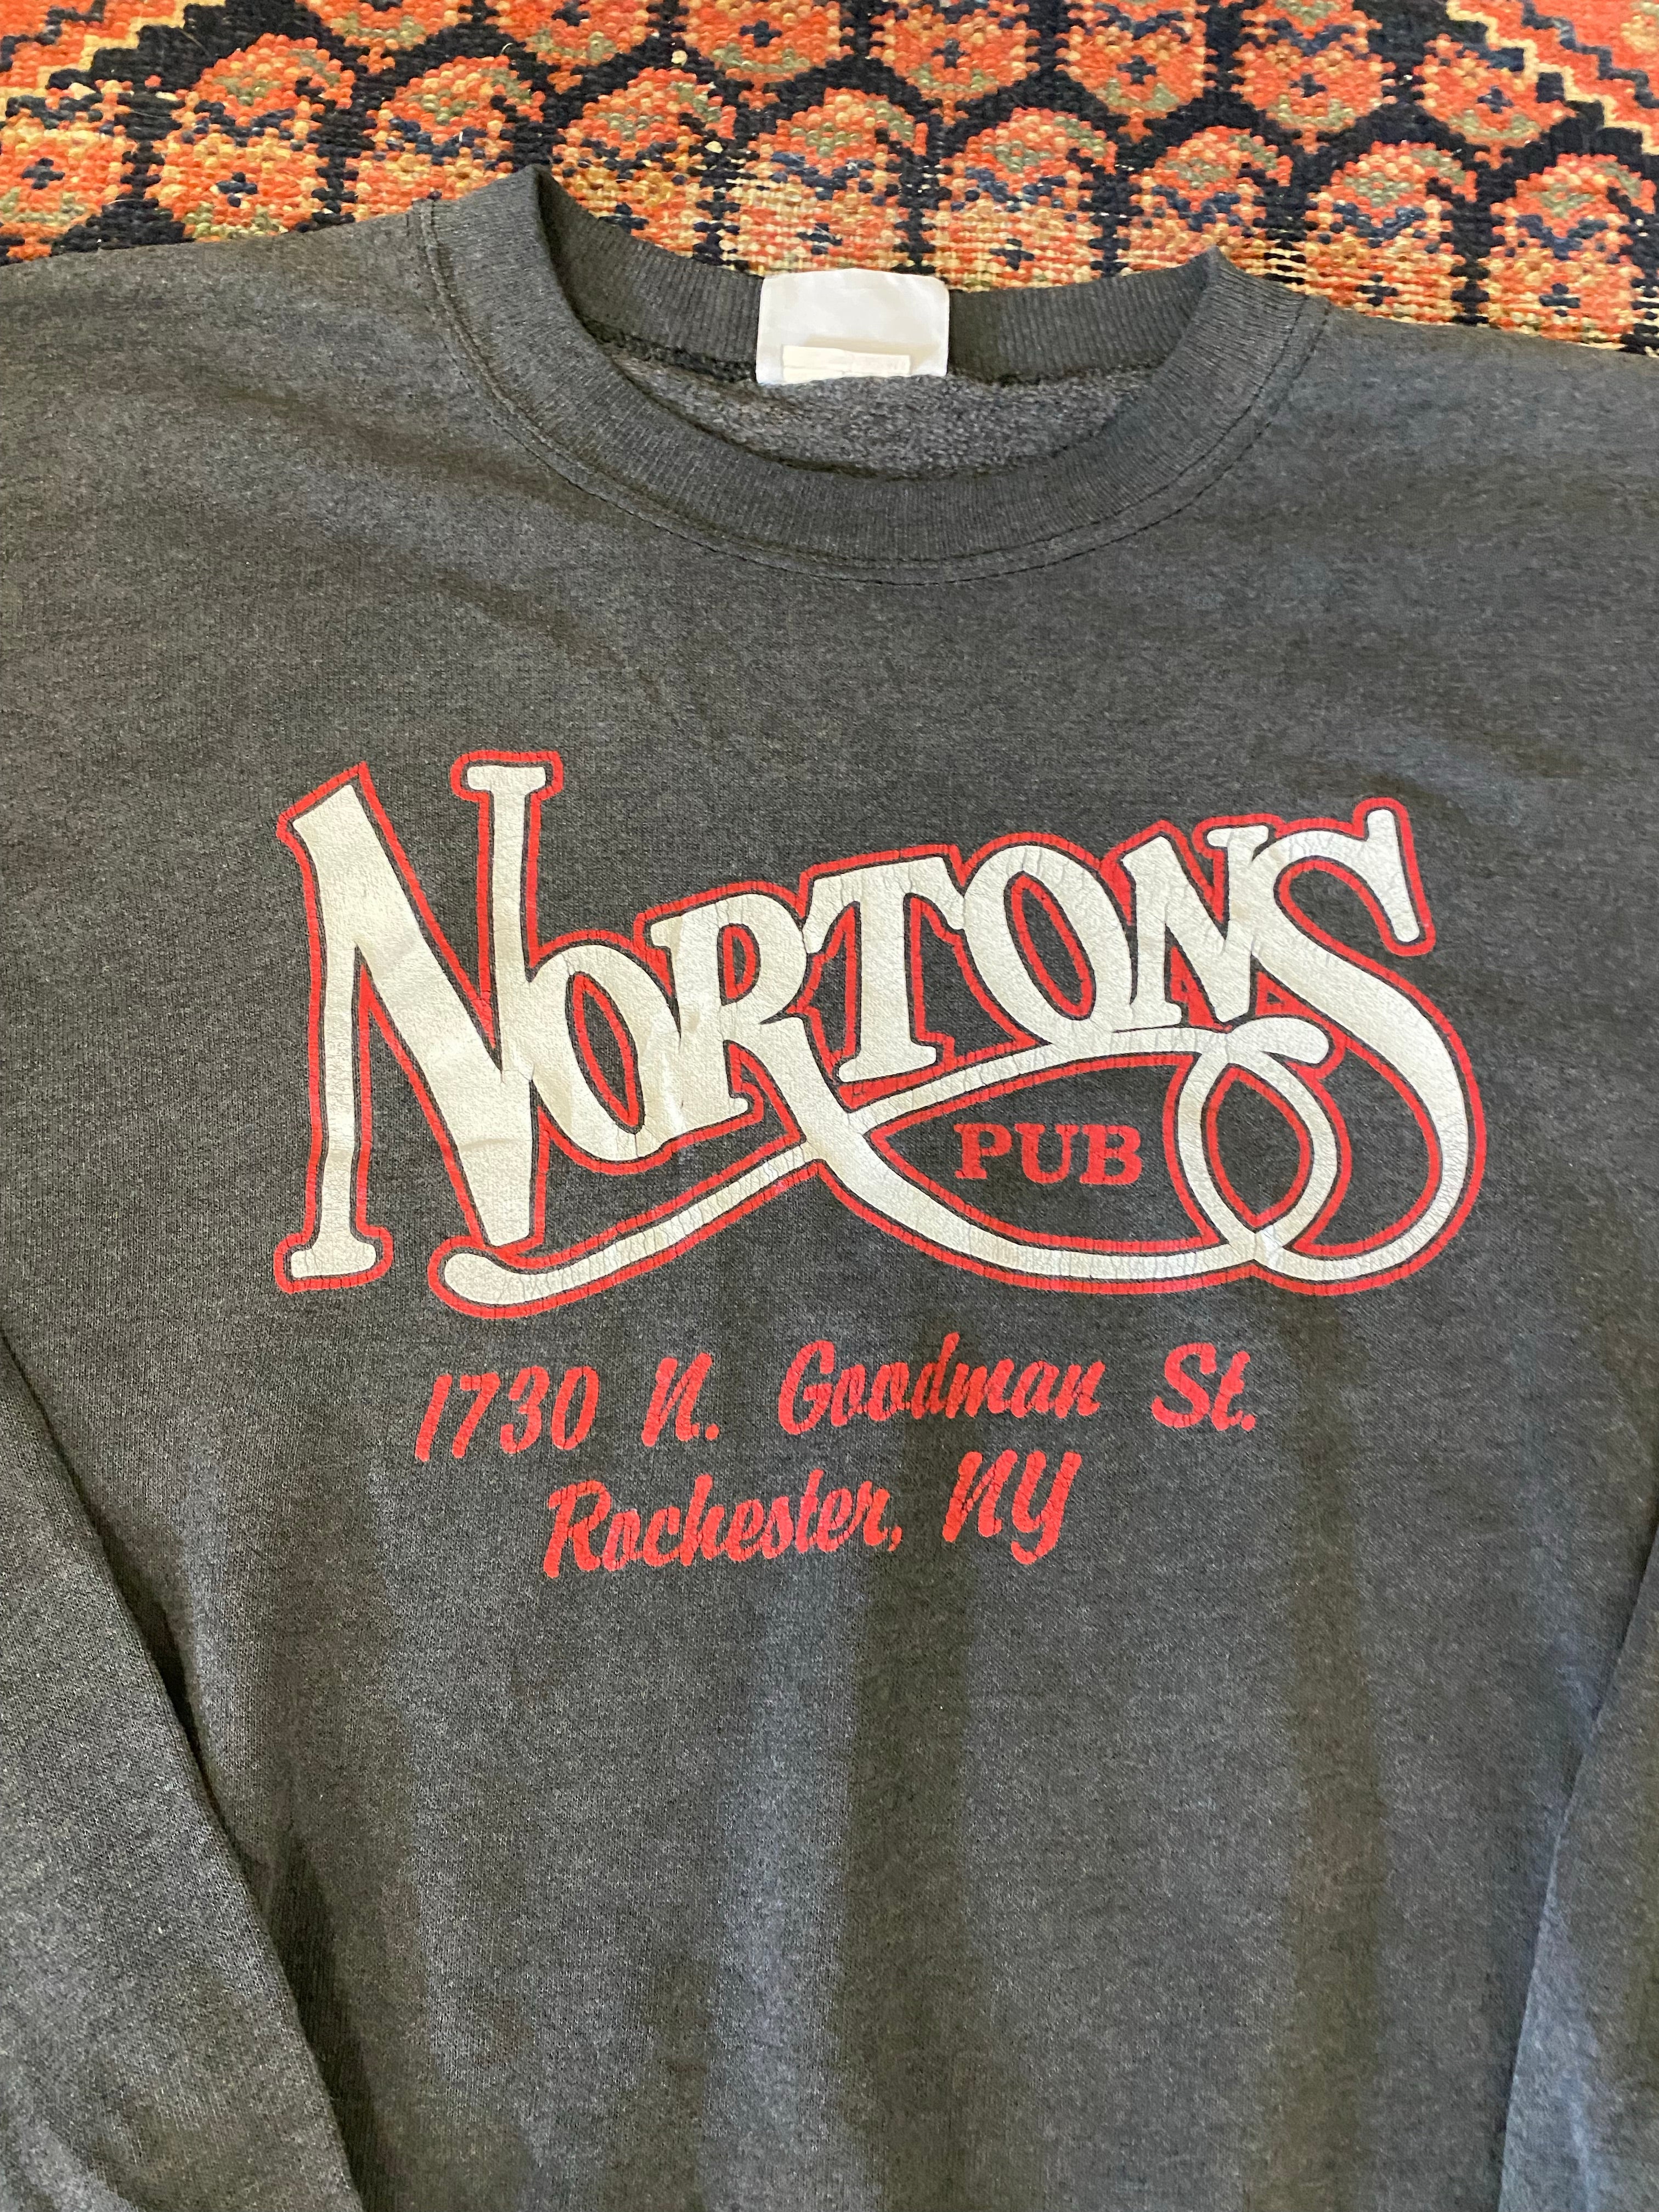 NORTONS
PUB
1730 N. Goodman St.
Rochester, NY